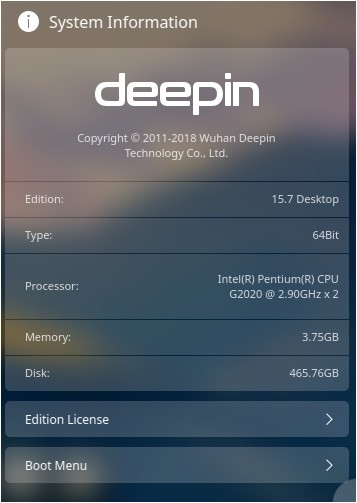 System Information
deepin
Copyright © 2011-2018 Wuhan Deepin
Technology Co., Ltd.
Edition: 15.7 Desktop
Type: 64Bit
Processor: Intel(R) Pentium(R) CPU
G2020 @ 2.90GHz x 2
Memory: 3.75GB
Disk: 465.76GB
Edition License
Boot Menu